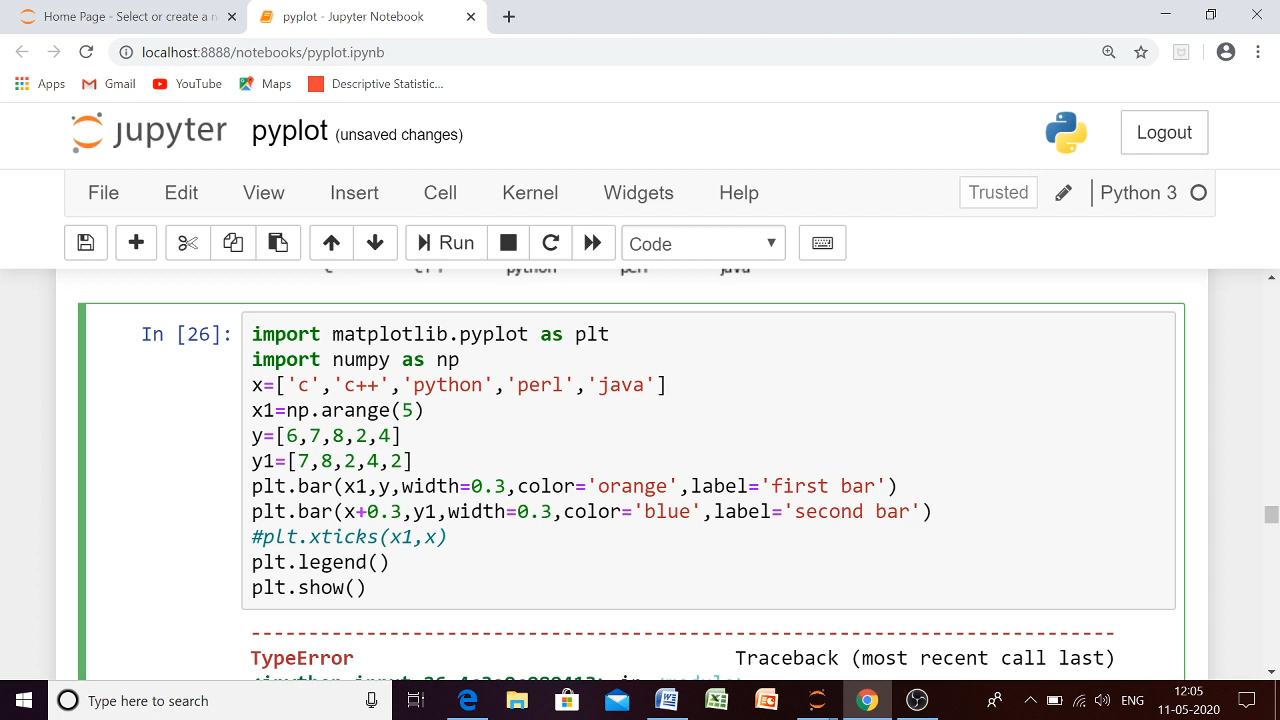 Home Page - Select or create a n
pyplot - Jupyter Notebook
localhost:8888/notebooks/pyplot.ipynb
Apps Gmail YouTube Maps Descriptive Statistic...
jupyter pyplot (unsaved changes) Logout
File Edit View Insert Cell Kernel Widgets Help Trusted Python 3
Run Code
c c++ python perl java
In [26]:
import matplotlib.pyplot as plt
import numpy as np
x=['c','c++','python','perl','java']
x1=np.arange(5)
y=[6,7,8,2,4]
y1=[7,8,2,4,2]
plt.bar(x1,y,width=0.3,color='orange',label='first bar')
plt.bar(x+0.3,y1,width=0.3,color='blue',label='second bar')
#plt.xticks(x1,x)
plt.legend()
plt.show()
---------------------------------------------------------------------------
TypeError Traceback (most recent call last)
Type here to search
ENG
12:05
11-05-2020